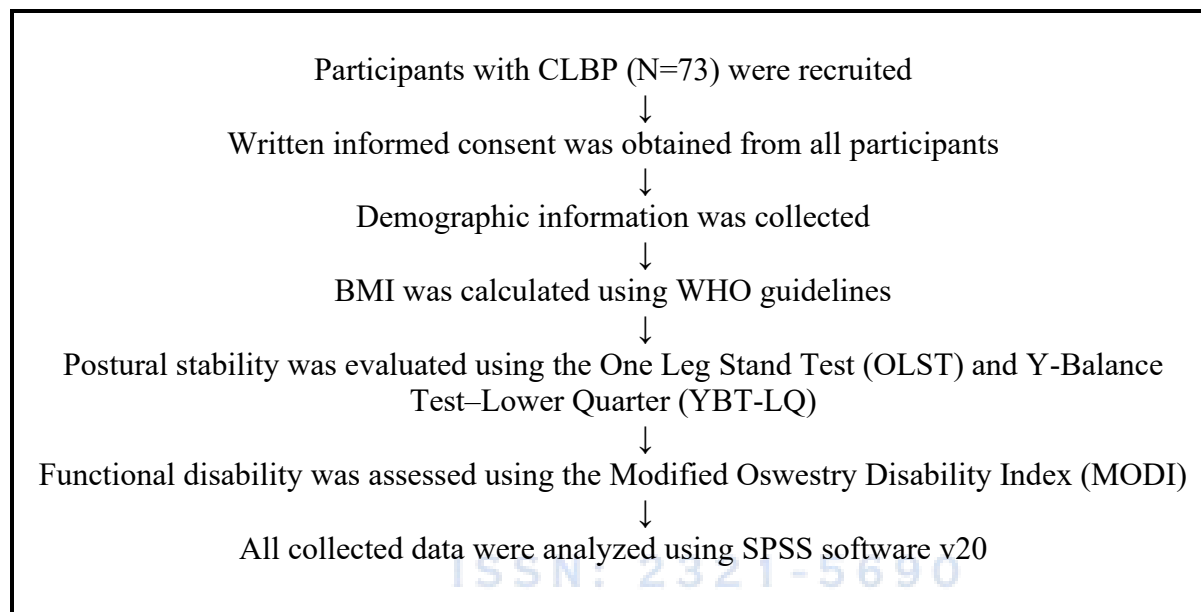 Participants with CLBP (N=73) were recruited
↓
Written informed consent was obtained from all participants
↓
Demographic information was collected
↓
BMI was calculated using WHO guidelines
↓
Postural stability was evaluated using the One Leg Stand Test (OLST) and Y-Balance
Test–Lower Quarter (YBT-LQ)
↓
Functional disability was assessed using the Modified Oswestry Disability Index (MODI)
↓
All collected data were analyzed using SPSS software v20
ISSN: 2321-5690